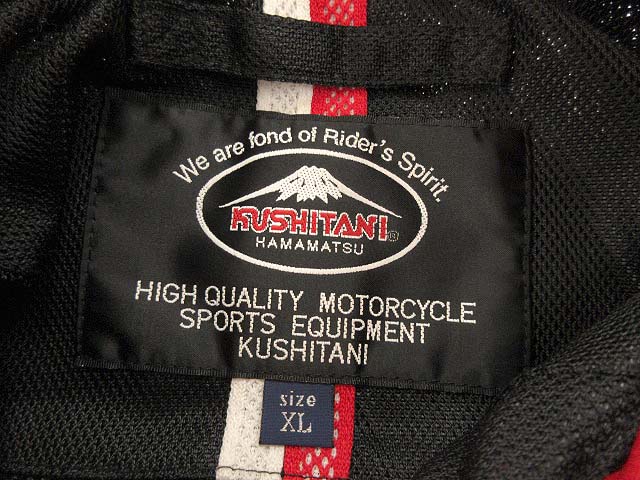 We are fond of Rider's Spirit.
KUSHITANI®
HAMAMATSU
HIGH QUALITY MOTORCYCLE
SPORTS EQUIPMENT
KUSHITANI
size
XL